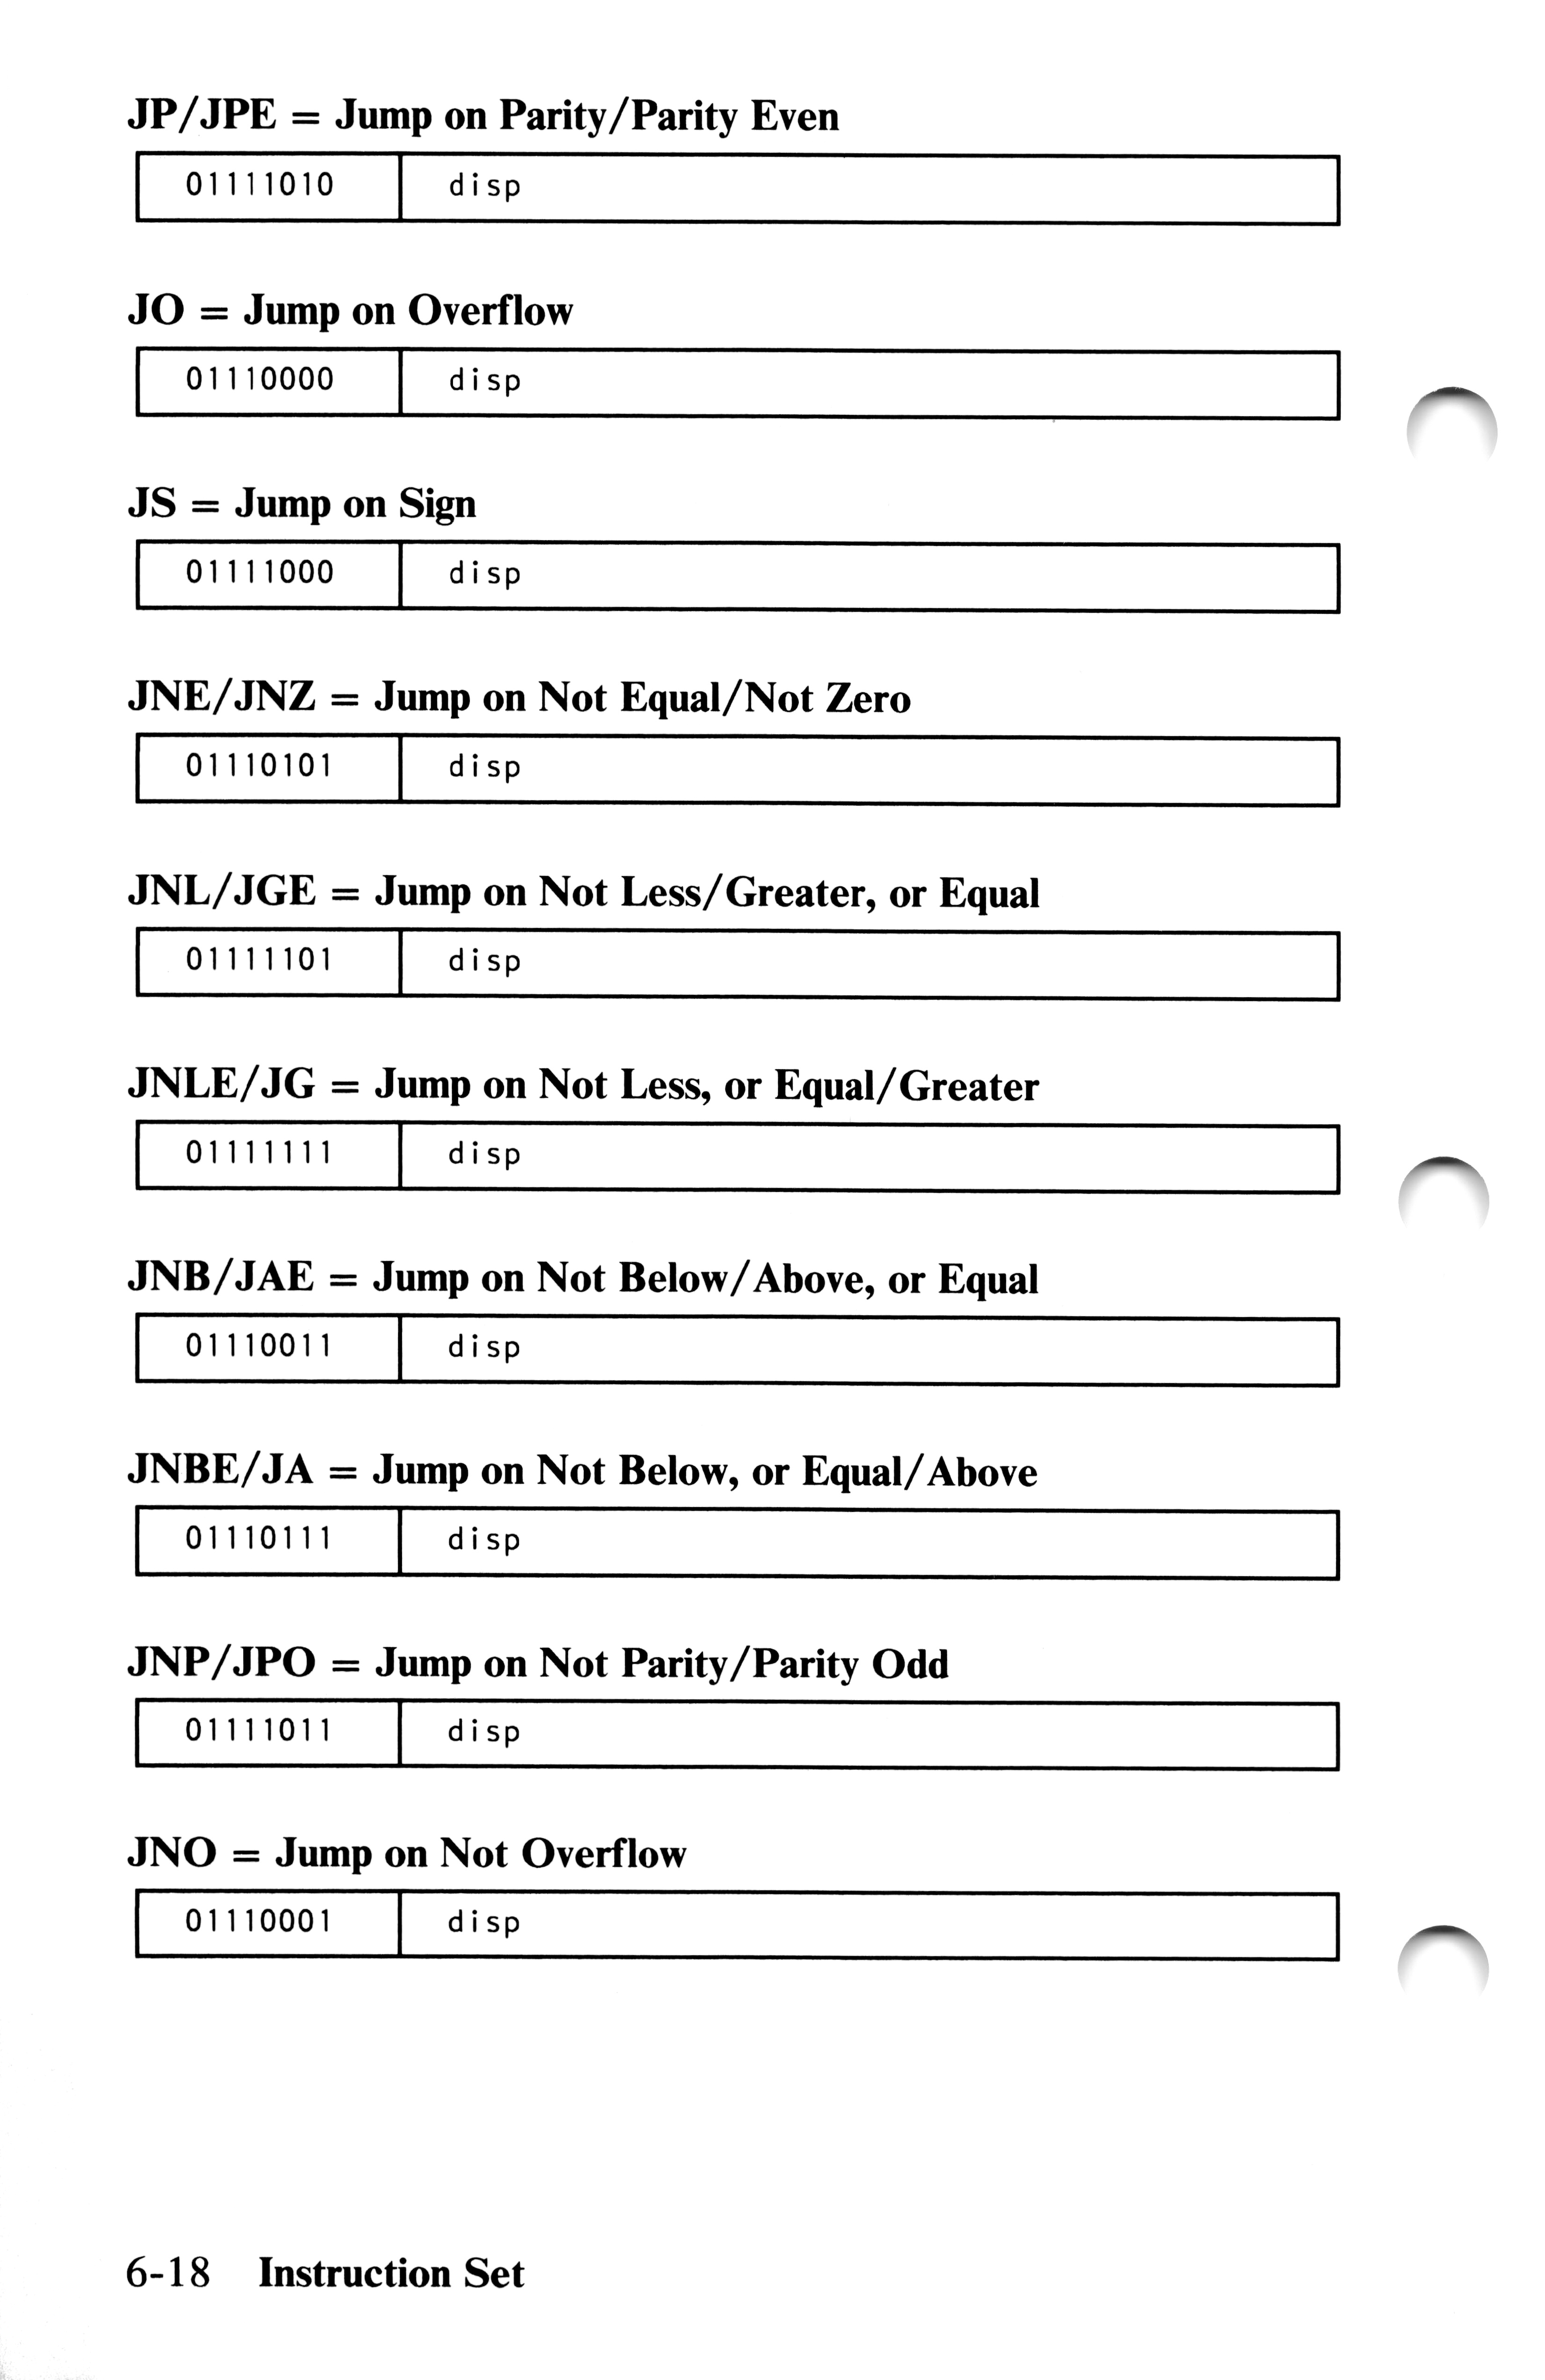 JP/JPE = Jump on Parity/Parity Even
01111010 disp
JO = Jump on Overflow
01110000 disp
JS = Jump on Sign
01111000 disp
JNE/JNZ = Jump on Not Equal/Not Zero
01110101 disp
JNL/JGE = Jump on Not Less/Greater, or Equal
01111101 disp
JNLE/JG = Jump on Not Less, or Equal/Greater
01111111 disp
JNB/JAE = Jump on Not Below/Above, or Equal
01110011 disp
JNBE/JA = Jump on Not Below, or Equal/Above
01110111 disp
JNP/JPO = Jump on Not Parity/Parity Odd
01111011 disp
JNO = Jump on Not Overflow
01110001 disp
6-18 Instruction Set